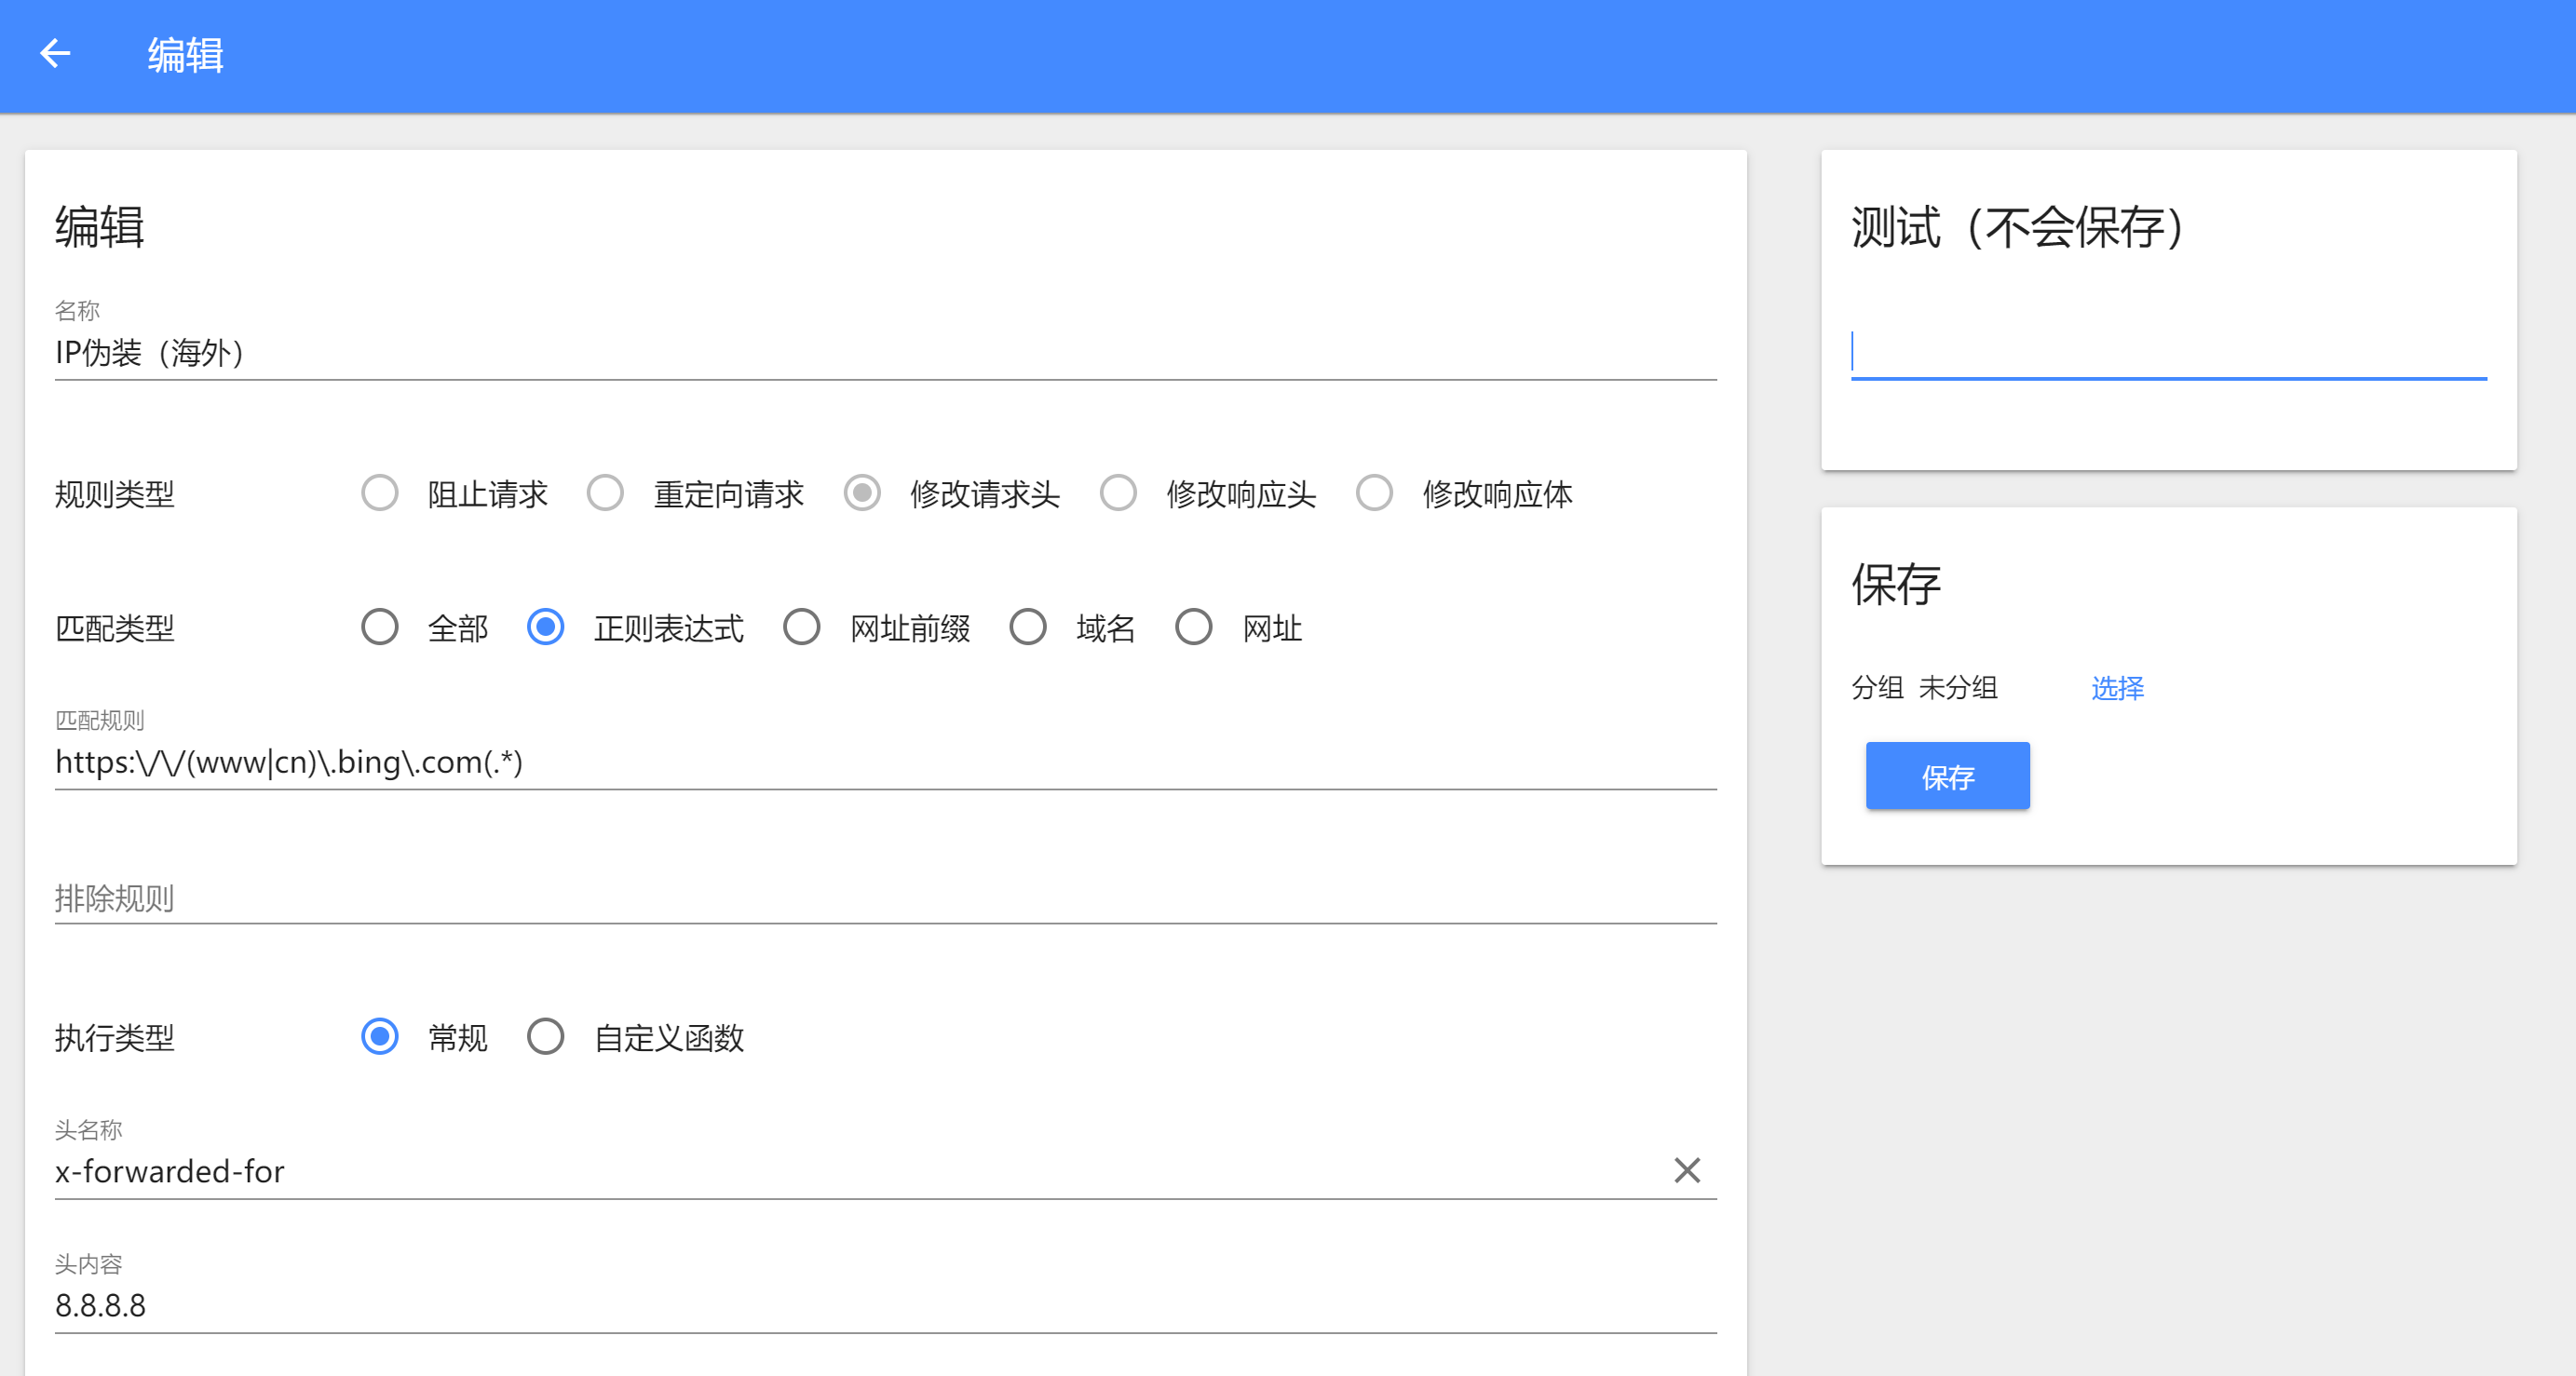 编辑
编辑
名称
IP伪装（海外）
规则类型 阻止请求 重定向请求 修改请求头 修改响应头 修改响应体
匹配类型 全部 正则表达式 网址前缀 域名 网址
匹配规则
https:\/\/(www|cn)\.bing\.com(.*)
排除规则
执行类型 常规 自定义函数
头名称
x-forwarded-for
头内容
8.8.8.8
测试（不会保存）
保存
分组 未分组 选择
保存